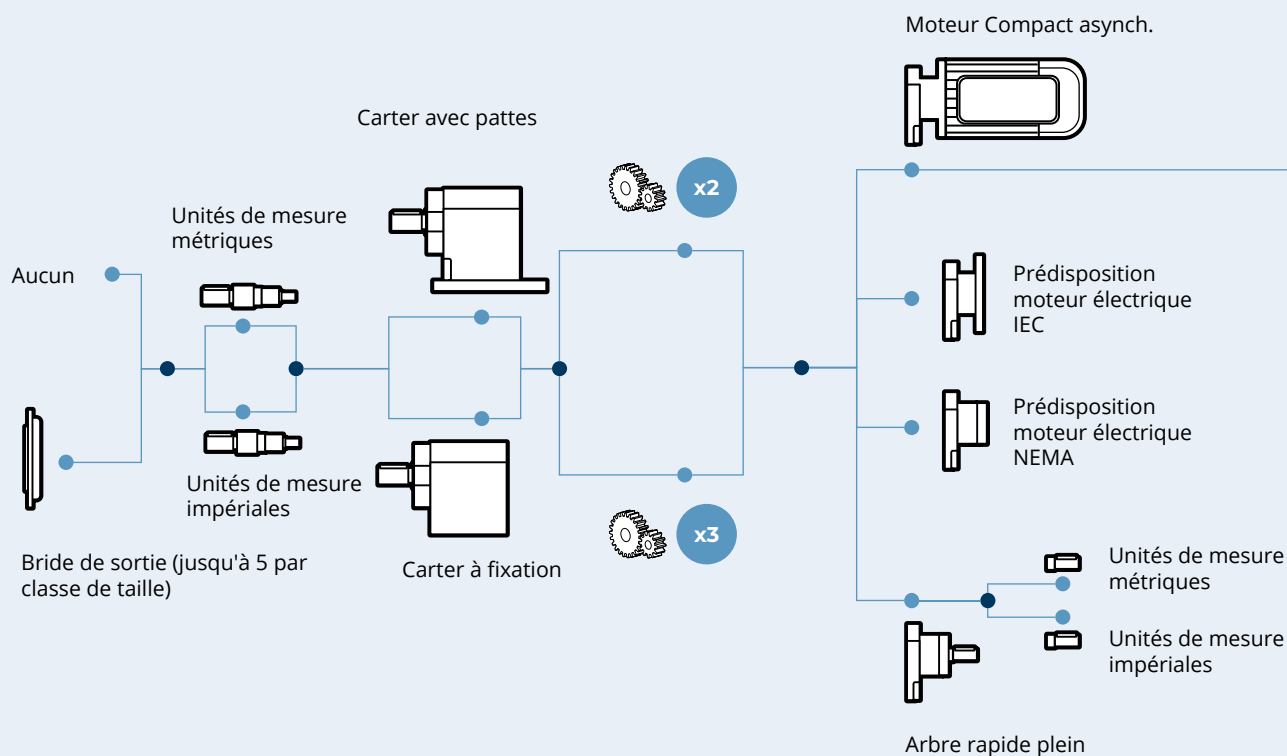 Moteur Compact asynch.
Carter avec pattes
x2
Unités de mesure
métriques
Aucun
Prédisposition
moteur électrique
IEC
Prédisposition
moteur électrique
NEMA
Unités de mesure
impériales
x3
Bride de sortie (jusqu'à 5 par
classe de taille)
Carter à fixation
Unités de mesure
métriques
Unités de mesure
impériales
Arbre rapide plein